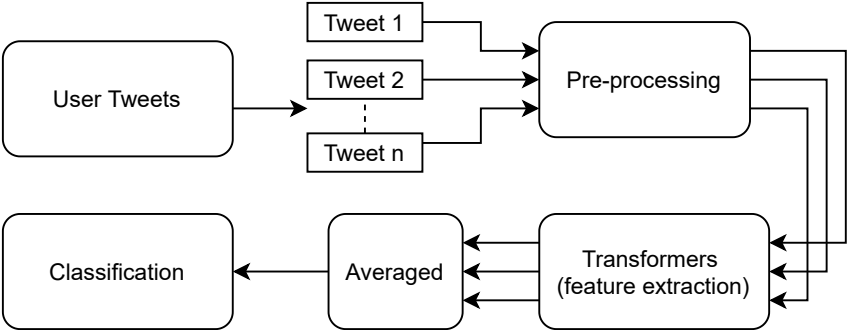 User Tweets
Tweet 1
Tweet 2
Tweet n
Pre-processing
Classification
Averaged
Transformers
(feature extraction)